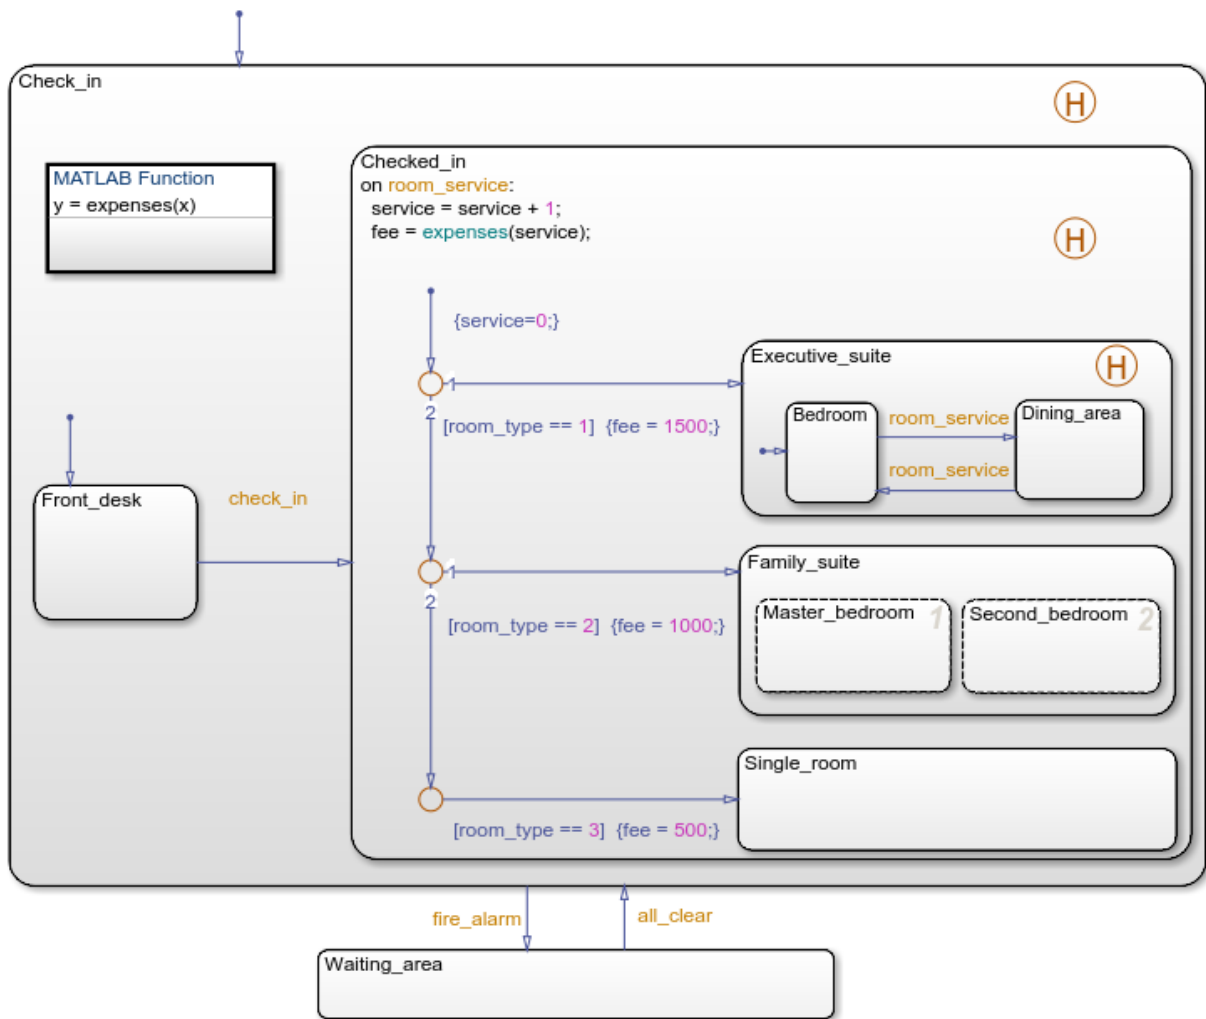 Check_in
H
MATLAB Function
y = expenses(x)
Checked_in
on room_service:
service = service + 1;
fee = expenses(service);
H
{service=0;}
1
2
[room_type == 1] {fee = 1500;}
Executive_suite
H
Bedroom
room_service
Dining_area
room_service
Front_desk
check_in
1
2
[room_type == 2] {fee = 1000;}
Family_suite
Master_bedroom 1
Second_bedroom 2
Single_room
[room_type == 3] {fee = 500;}
fire_alarm
all_clear
Waiting_area